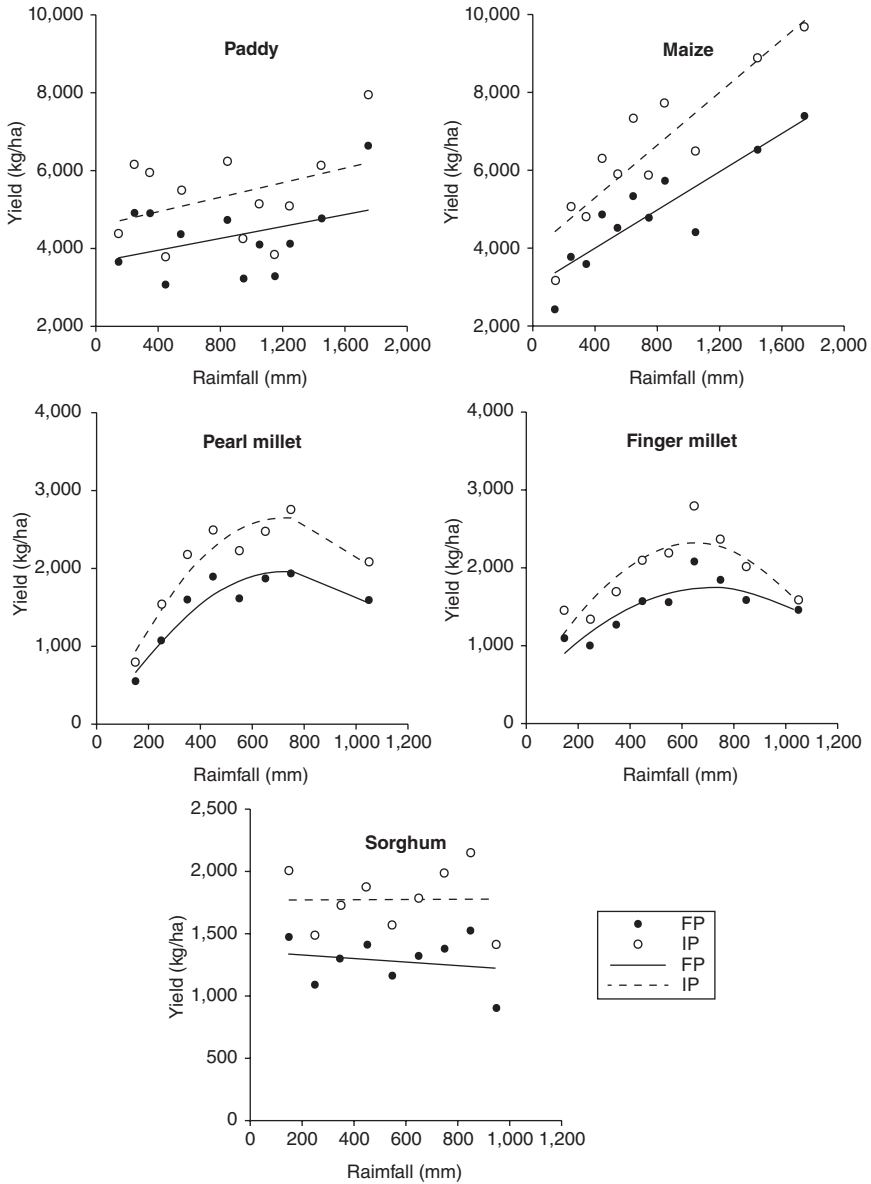 Paddy
10,000
8,000
6,000
4,000
2,000
Yield (kg/ha)
0 400 800 1,200 1,600 2,000
Raimfall (mm)
Maize
10,000
8,000
6,000
4,000
2,000
Yield (kg/ha)
0 400 800 1,200 1,600 2,000
Raimfall (mm)
Pearl millet
4,000
3,000
2,000
1,000
0
Yield (kg/ha)
0 200 400 600 800 1,000 1,200
Raimfall (mm)
Finger millet
4,000
3,000
2,000
1,000
0
Yield (kg/ha)
0 200 400 600 800 1,000 1,200
Raimfall (mm)
Sorghum
2,500
2,000
1,500
1,000
500
0
Yield (kg/ha)
0 200 400 600 800 1,000 1,200
Raimfall (mm)
FP
IP
FP
IP